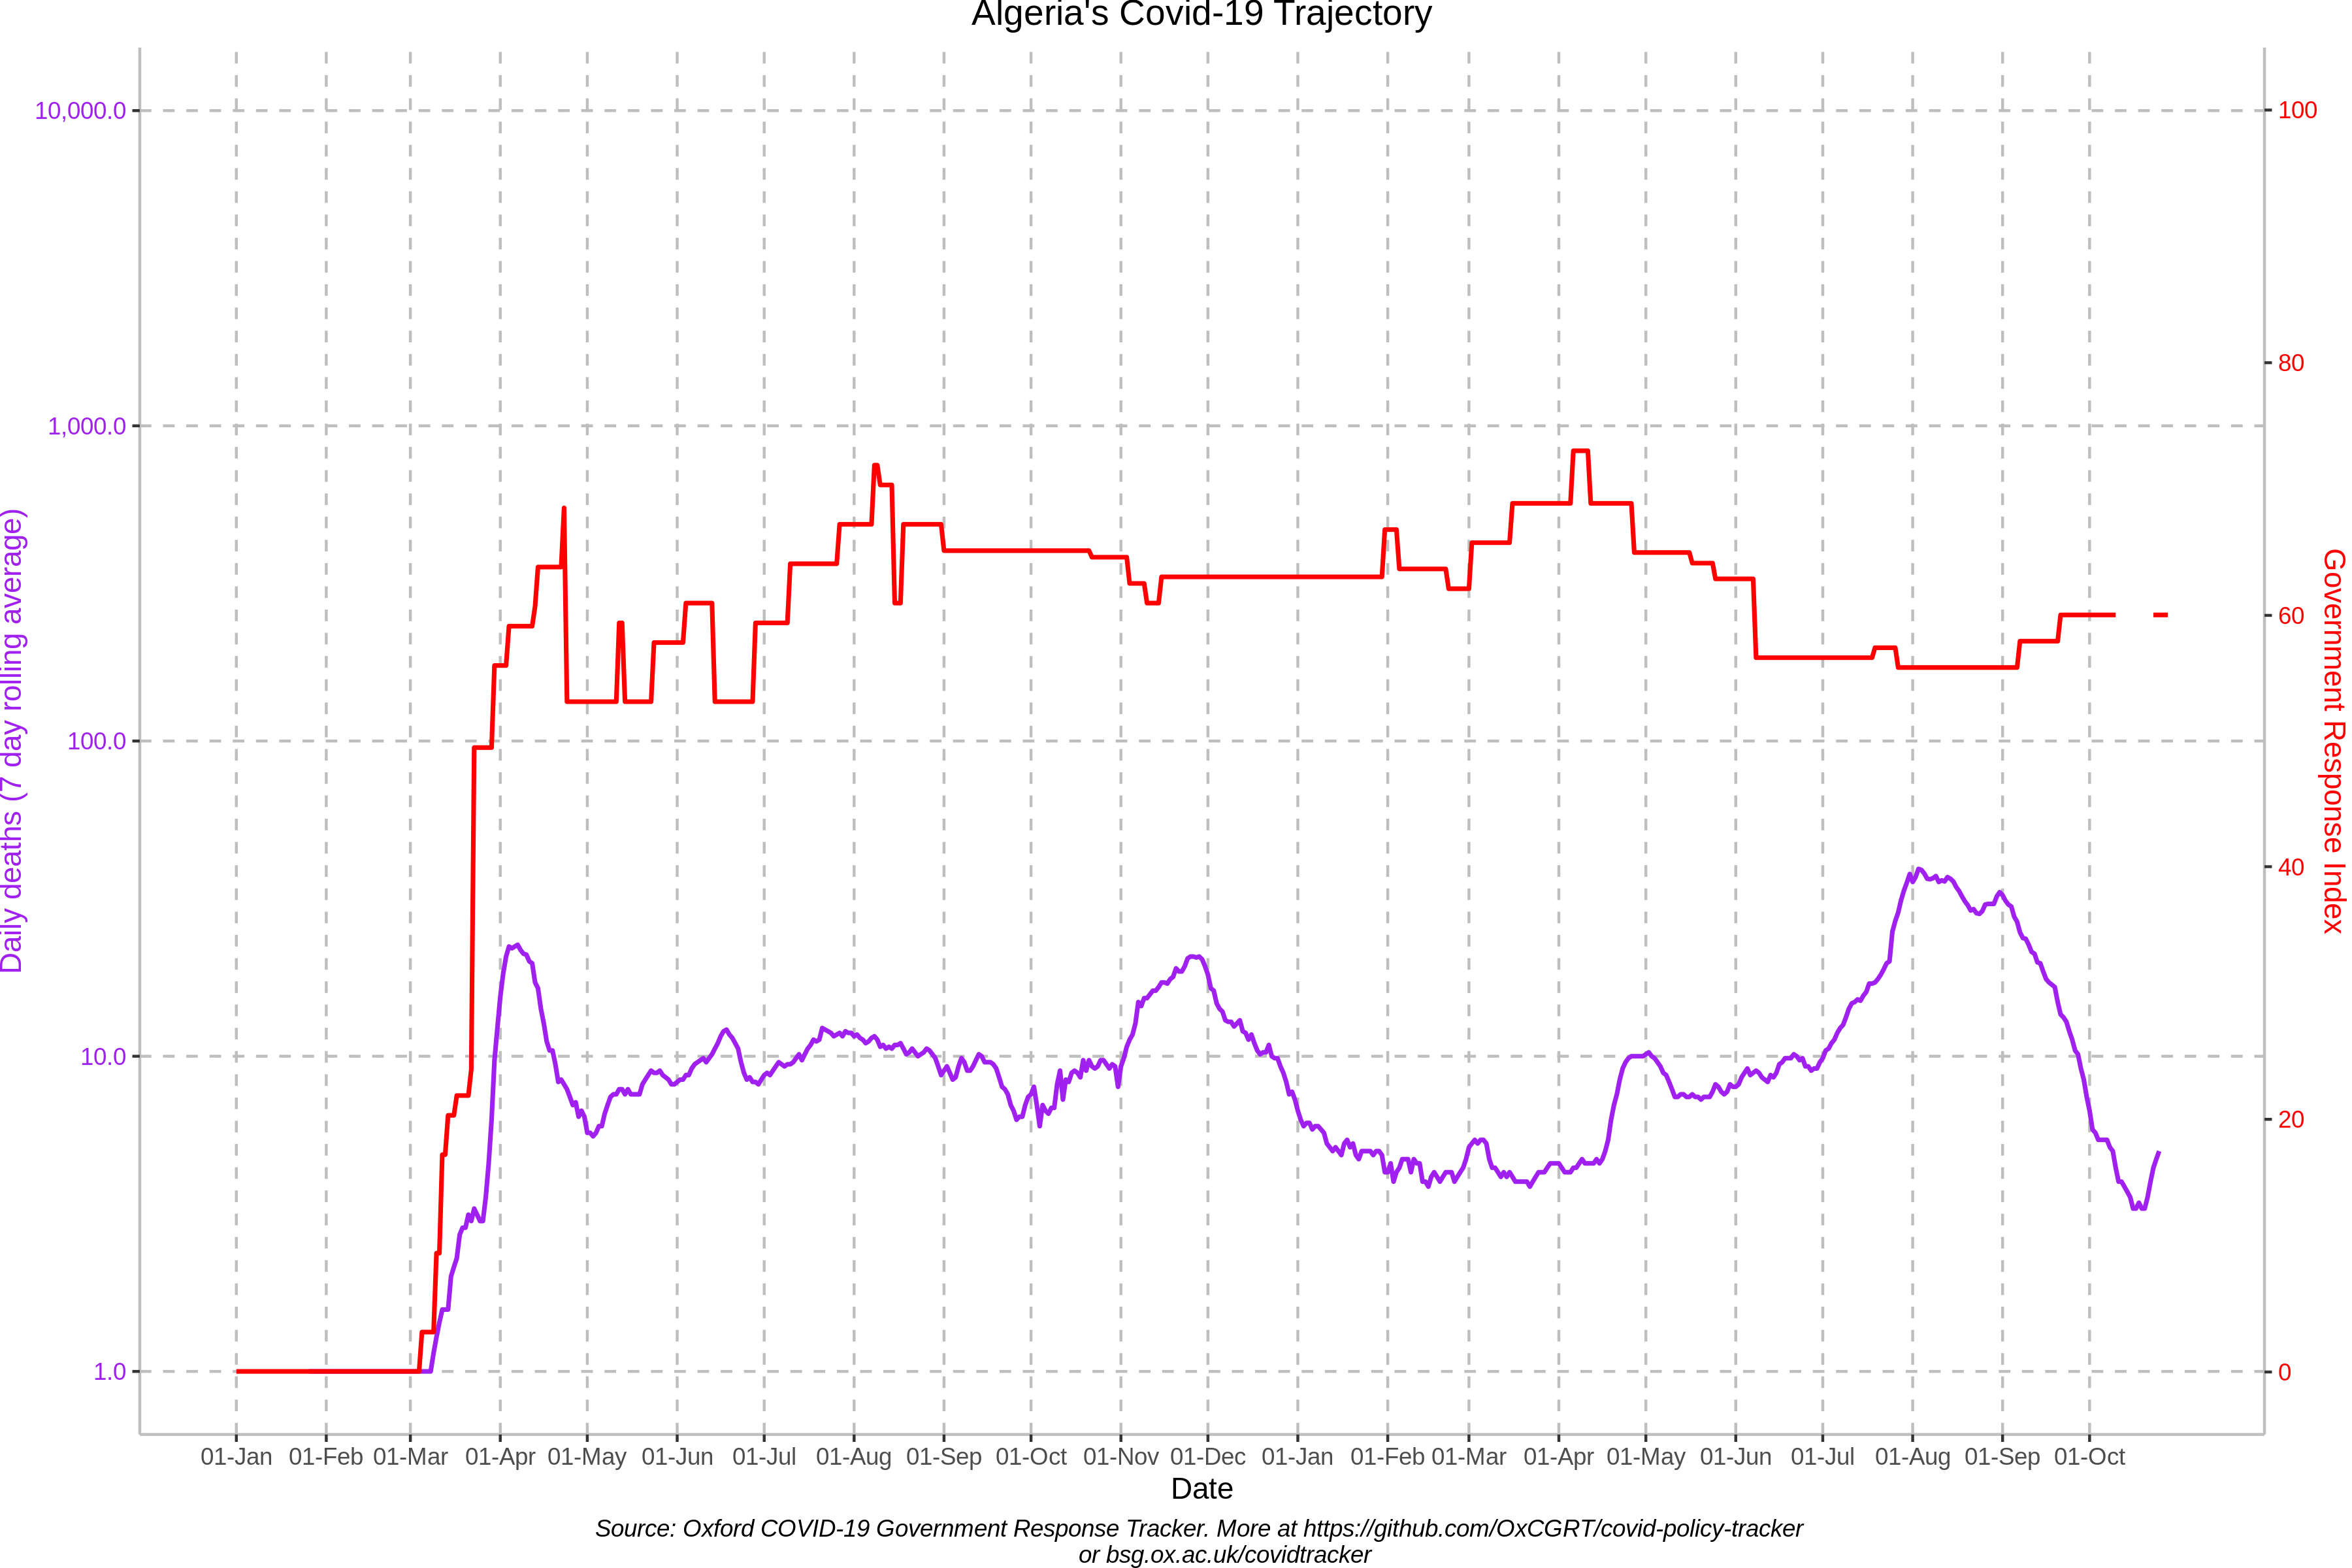 Algeria's Covid-19 Trajectory
10,000.0
1,000.0
100.0
10.0
1.0
Daily deaths (7 day rolling average)
100
80
60
40
20
0
Government Response Index
01-Jan 01-Feb 01-Mar 01-Apr 01-May 01-Jun 01-Jul 01-Aug 01-Sep 01-Oct 01-Nov 01-Dec 01-Jan 01-Feb 01-Mar 01-Apr 01-May 01-Jun 01-Jul 01-Aug 01-Sep 01-Oct
Date
Source: Oxford COVID-19 Government Response Tracker. More at https://github.com/OxCGRT/covid-policy-tracker
or bsg.ox.ac.uk/covidtracker